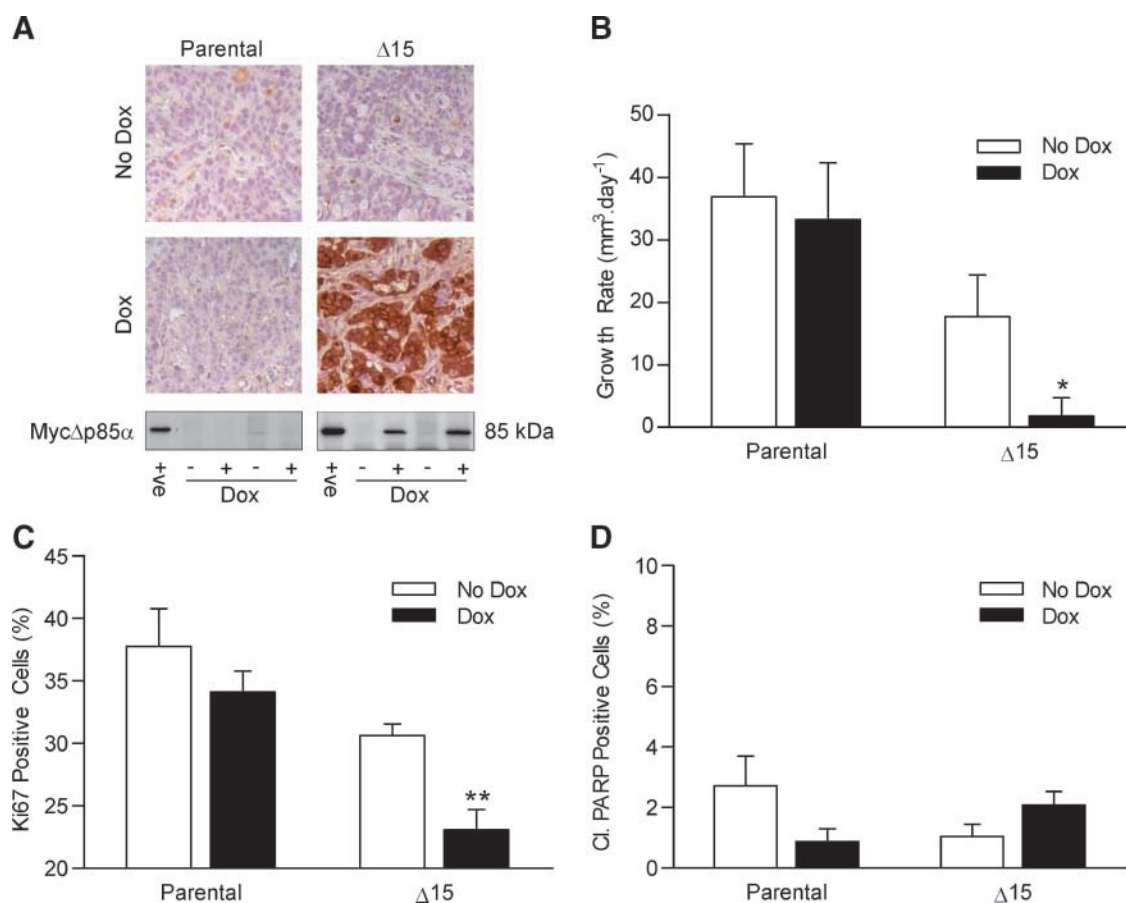 A
Parental
Δ15
No Dox
Dox
MycΔp85α
85 kDa
+ve - + - +
+ve - + - +
Dox
Dox
B
Growth Rate (mm³.day⁻¹)
50
40
30
20
10
0
No Dox
Dox
*
Parental
Δ15
C
Ki67 Positive Cells (%)
45
40
35
30
25
20
No Dox
Dox
**
Parental
Δ15
D
Cl. PARP Positive Cells (%)
10
8
6
4
2
0
No Dox
Dox
Parental
Δ15